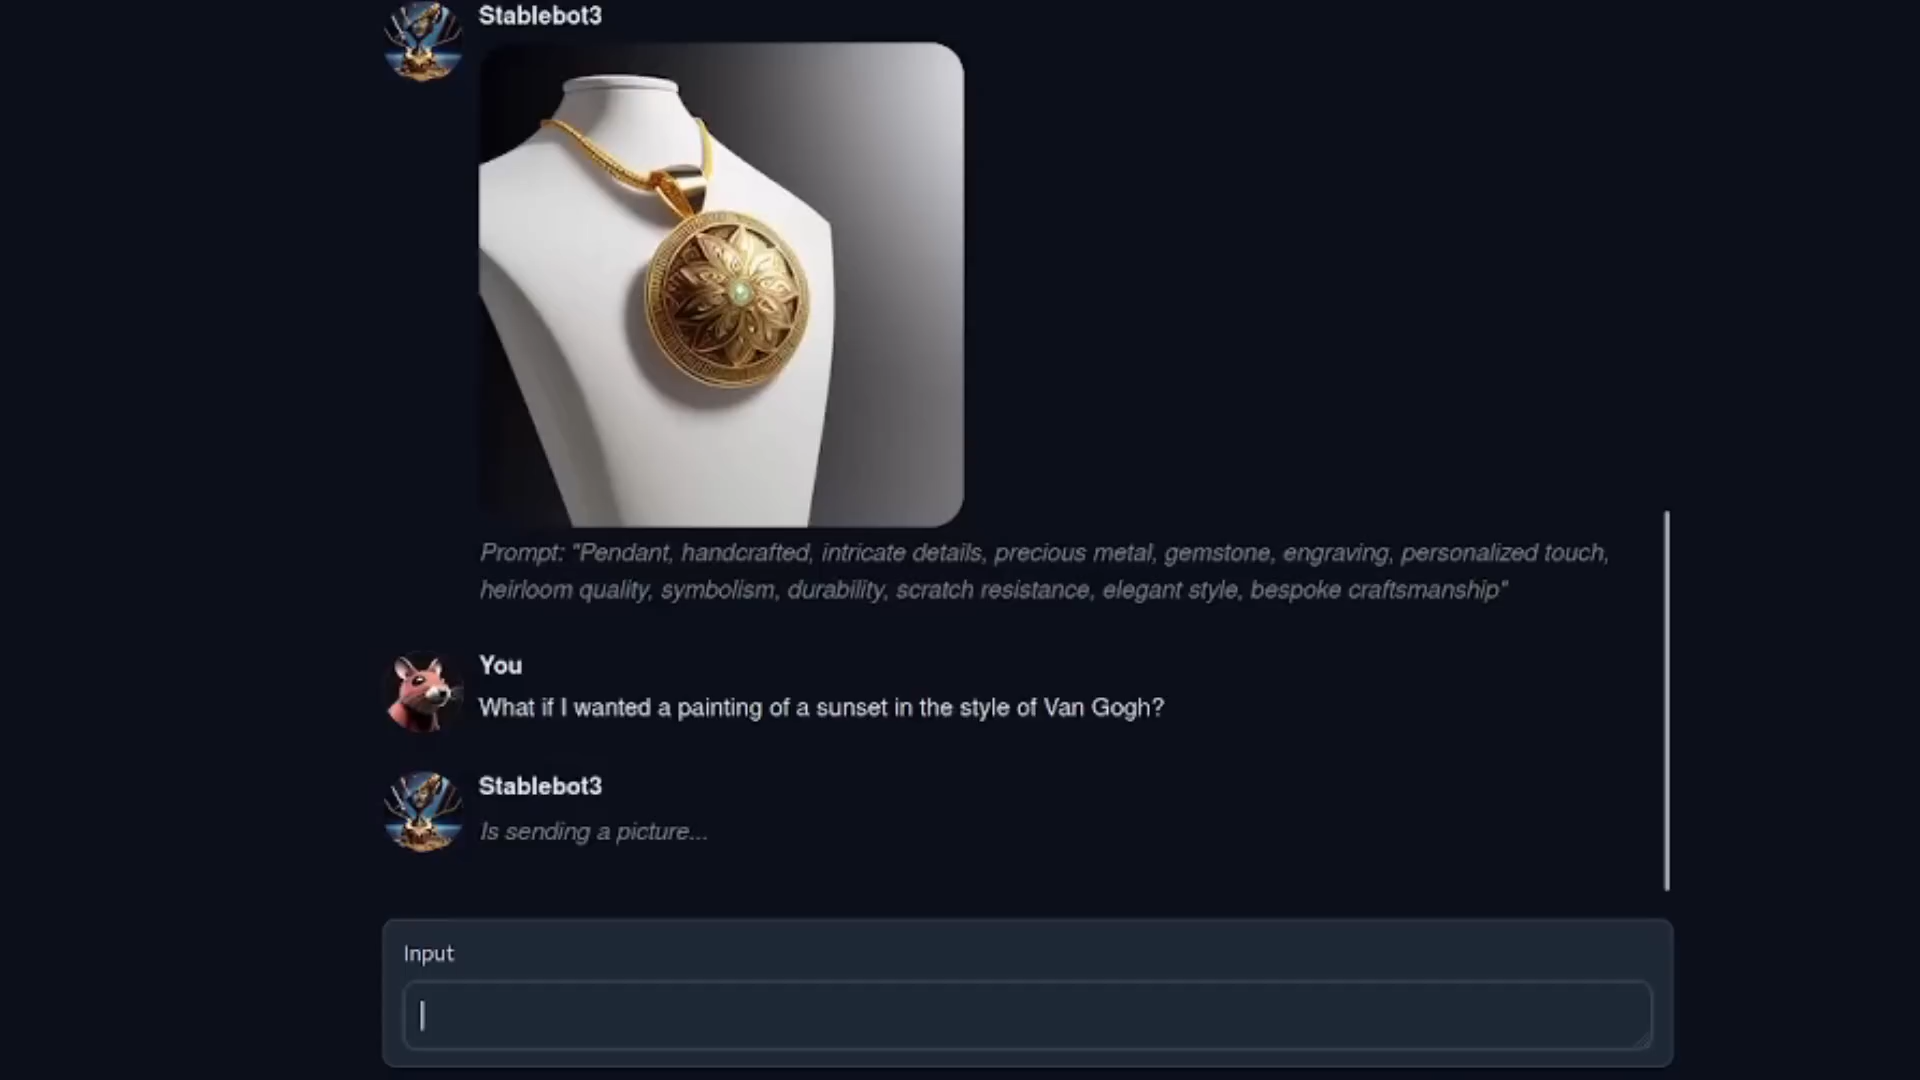 Stablebot3
Prompt: "Pendant, handcrafted, intricate details, precious metal, gemstone, engraving, personalized touch,
heirloom quality, symbolism, durability, scratch resistance, elegant style, bespoke craftsmanship"
You
What if I wanted a painting of a sunset in the style of Van Gogh?
Stablebot3
Is sending a picture...
Input